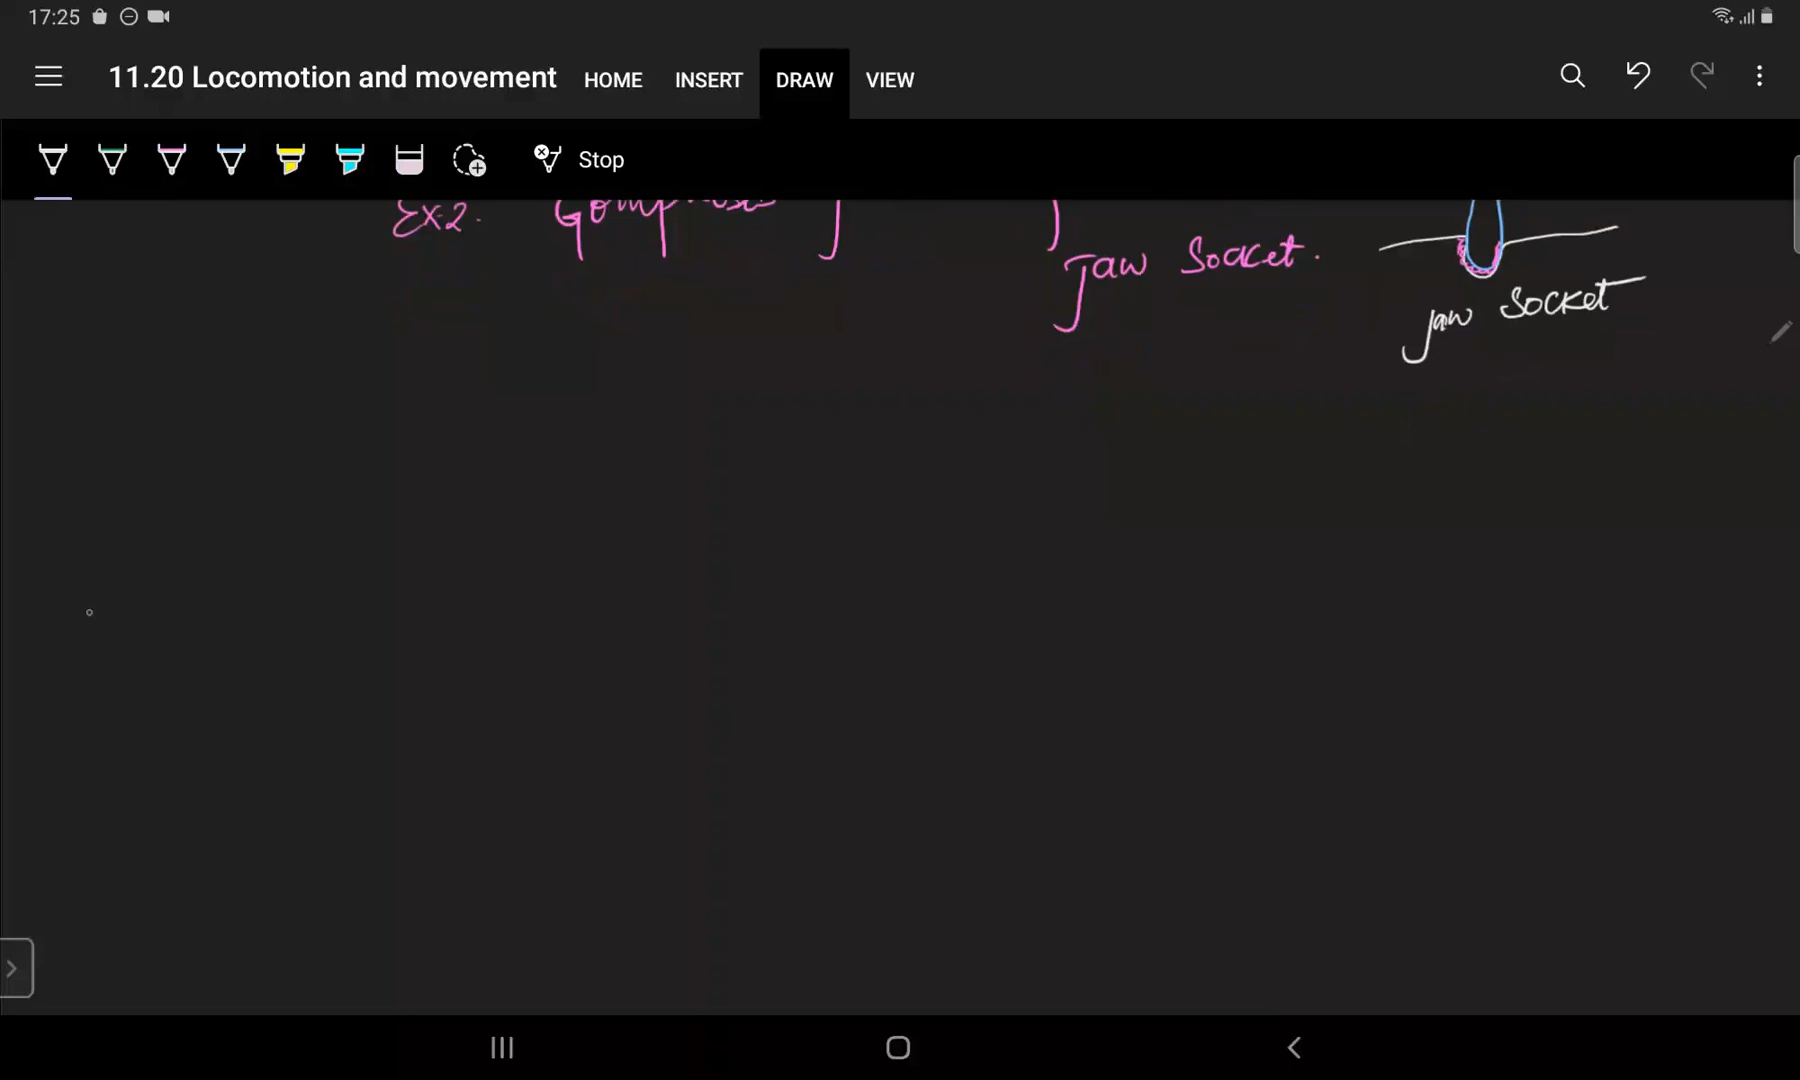 17:25
11.20 Locomotion and movement HOME INSERT DRAW VIEW
Stop
Ex.2.
Jaw Socket.
Jaw Socket